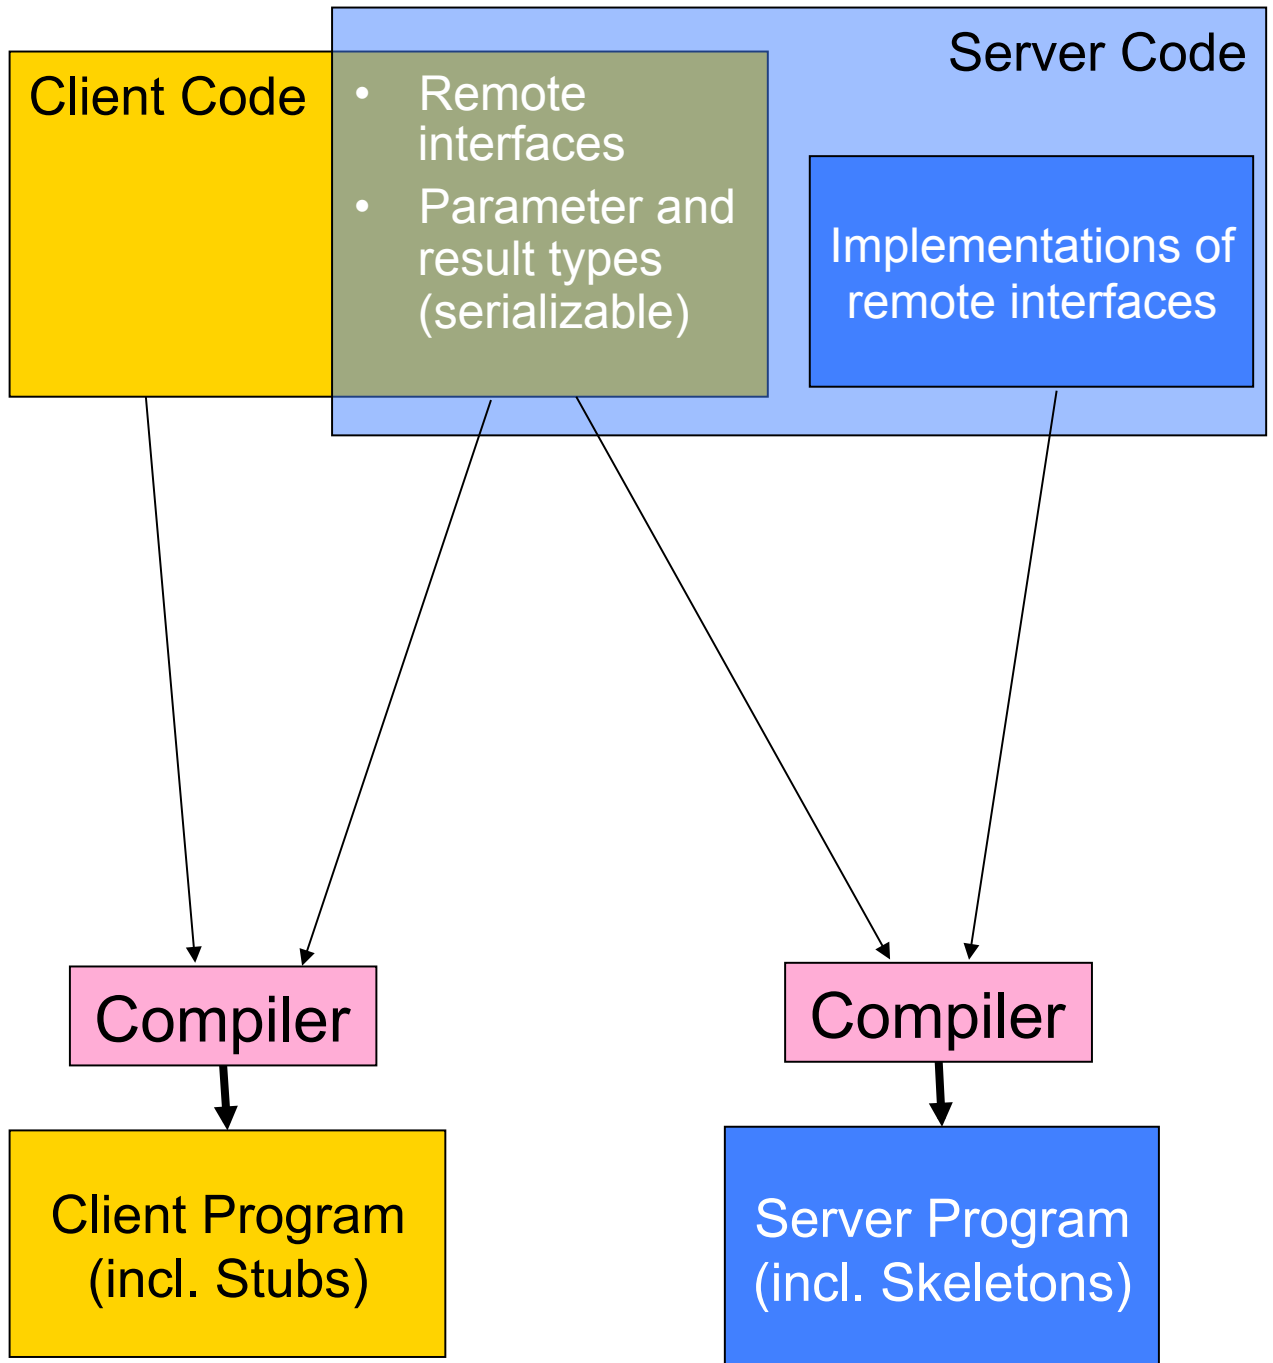 Server Code
Client Code
• Remote
interfaces
• Parameter and
result types
(serializable)
Implementations of
remote interfaces
Compiler
Compiler
Client Program
(incl. Stubs)
Server Program
(incl. Skeletons)